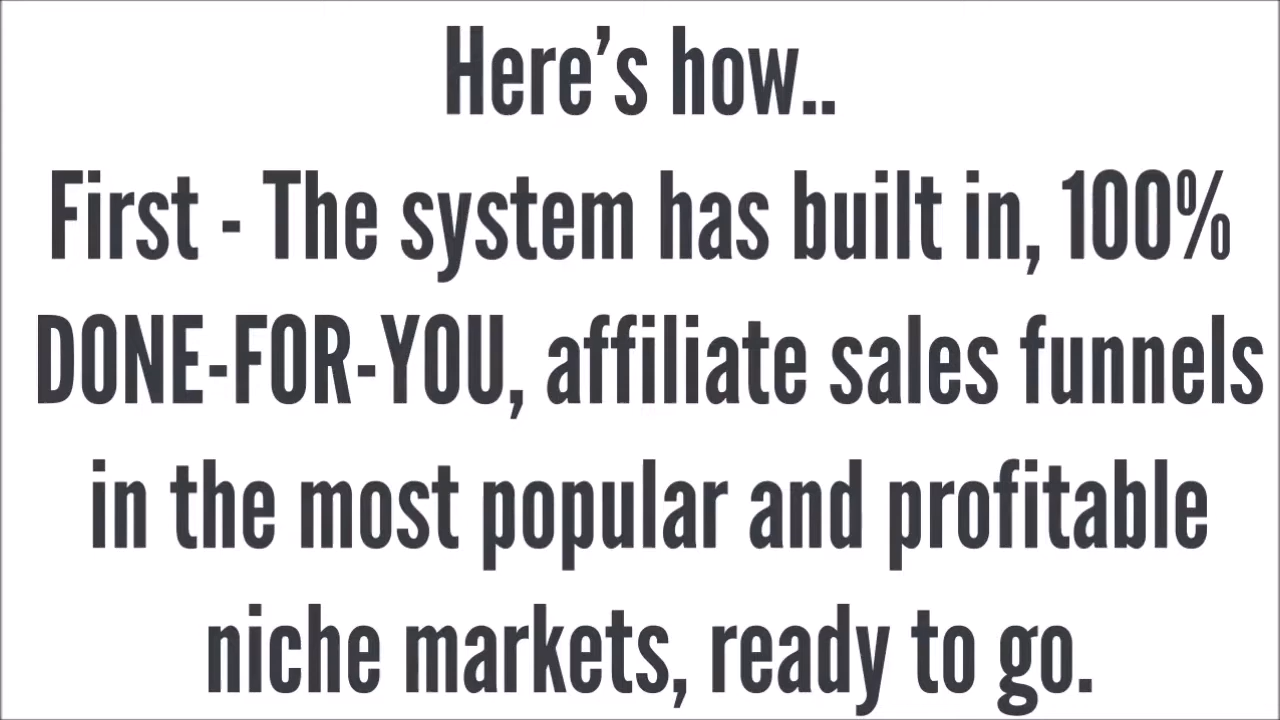 Here’s how..
First - The system has built in, 100%
DONE-FOR-YOU, affiliate sales funnels
in the most popular and profitable
niche markets, ready to go.